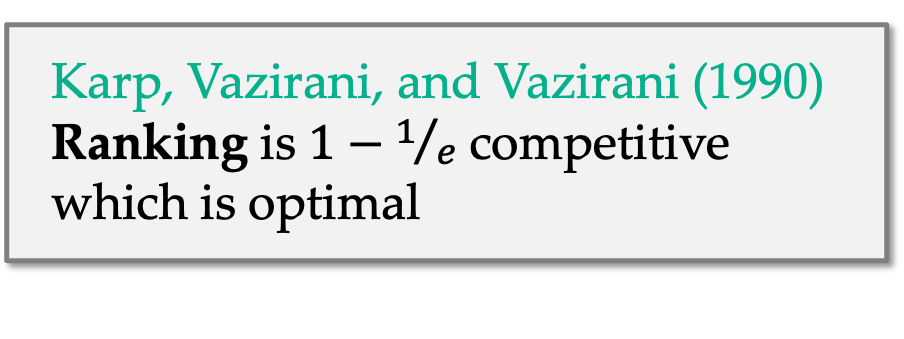 Karp, Vazirani, and Vazirani (1990)
Ranking is 1 − 1/e competitive
which is optimal